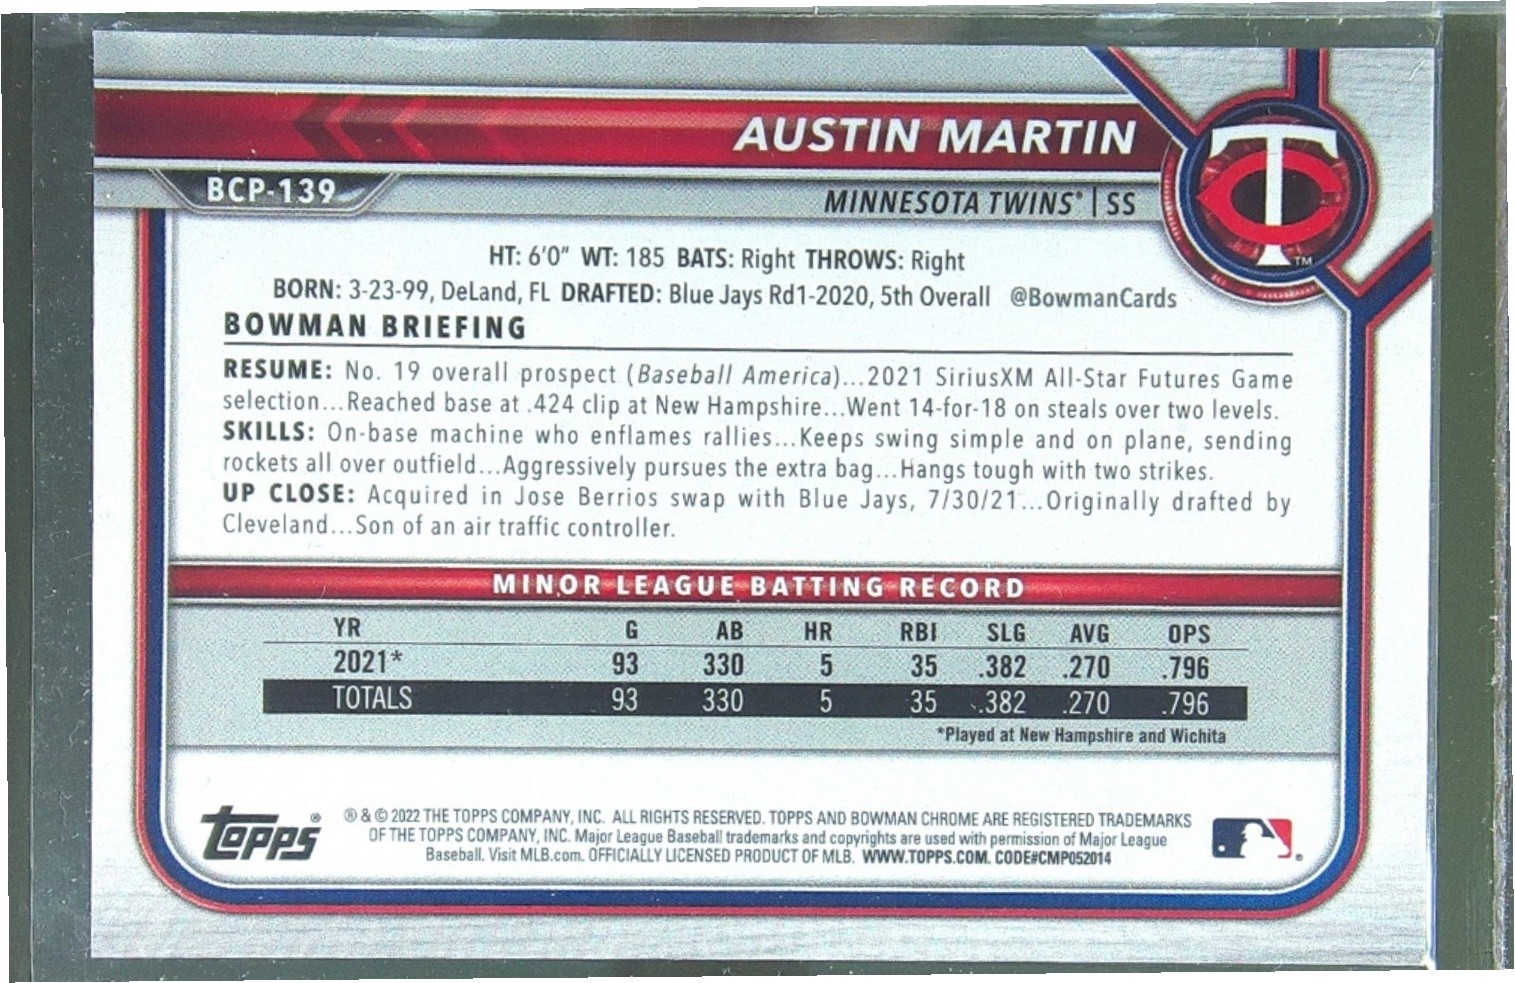 AUSTIN MARTIN
BCP-139
MINNESOTA TWINS® | SS
T
C
TM
HT: 6'0" WT: 185 BATS: Right THROWS: Right
BORN: 3-23-99, DeLand, FL DRAFTED: Blue Jays Rd1-2020, 5th Overall @BowmanCards
BOWMAN BRIEFING
RESUME: No. 19 overall prospect (Baseball America)...2021 SiriusXM All-Star Futures Game
selection...Reached base at .424 clip at New Hampshire...Went 14-for-18 on steals over two levels.
SKILLS: On-base machine who enflames rallies...Keeps swing simple and on plane, sending
rockets all over outfield...Aggressively pursues the extra bag...Hangs tough with two strikes.
UP CLOSE: Acquired in Jose Berrios swap with Blue Jays, 7/30/21...Originally drafted by
Cleveland...Son of an air traffic controller.
MINOR LEAGUE BATTING RECORD
YR G AB HR RBI SLG AVG OPS
2021* 93 330 5 35 .382 .270 .796
TOTALS 93 330 5 35 .382 .270 .796
*Played at New Hampshire and Wichita
topps®
® & © 2022 THE TOPPS COMPANY, INC. ALL RIGHTS RESERVED. TOPPS AND BOWMAN CHROME ARE REGISTERED TRADEMARKS
OF THE TOPPS COMPANY, INC. Major League Baseball trademarks and copyrights are used with permission of Major League
Baseball. Visit MLB.com. OFFICIALLY LICENSED PRODUCT OF MLB. WWW.TOPPS.COM. CODE#CMP052014